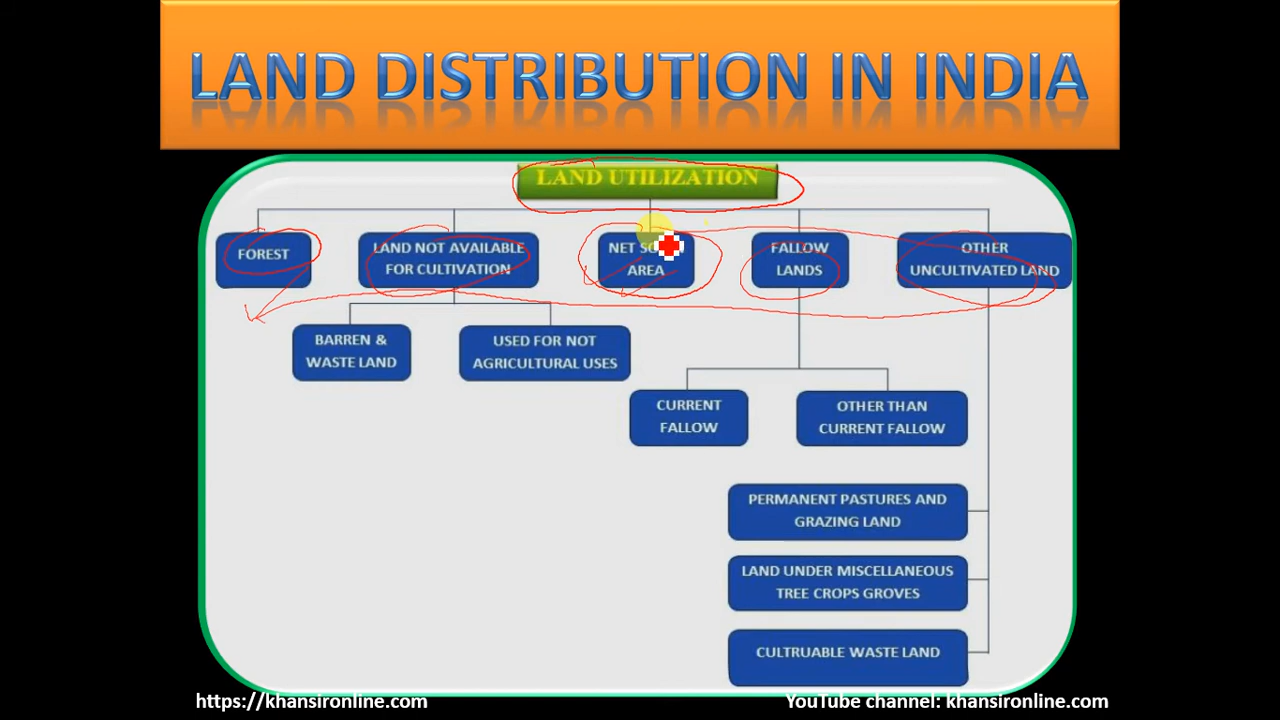 LAND DISTRIBUTION IN INDIA
LAND UTILIZATION
FOREST
LAND NOT AVAILABLE
FOR CULTIVATION
NET
AREA
FALLOW
LANDS
OTHER
UNCULTIVATED LAND
BARREN &
WASTE LAND
USED FOR NOT
AGRICULTURAL USES
CURRENT
FALLOW
OTHER THAN
CURRENT FALLOW
PERMANENT PASTURES AND
GRAZING LAND
LAND UNDER MISCELLANEOUS
TREE CROPS GROVES
CULTRUABLE WASTE LAND
https://khansironline.com
YouTube channel: khansironline.com